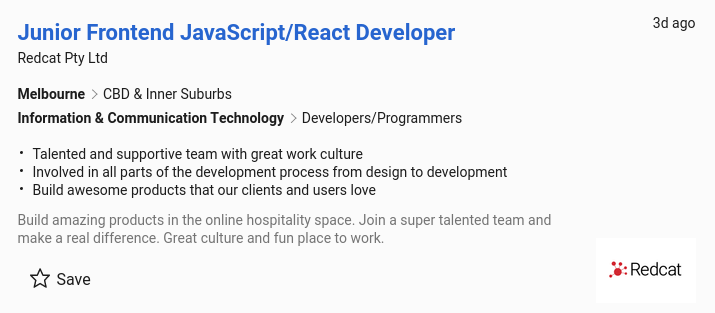 Junior Frontend JavaScript/React Developer
3d ago
Redcat Pty Ltd
Melbourne > CBD & Inner Suburbs
Information & Communication Technology > Developers/Programmers
• Talented and supportive team with great work culture
• Involved in all parts of the development process from design to development
• Build awesome products that our clients and users love
Build amazing products in the online hospitality space. Join a super talented team and
make a real difference. Great culture and fun place to work.
Save
Redcat